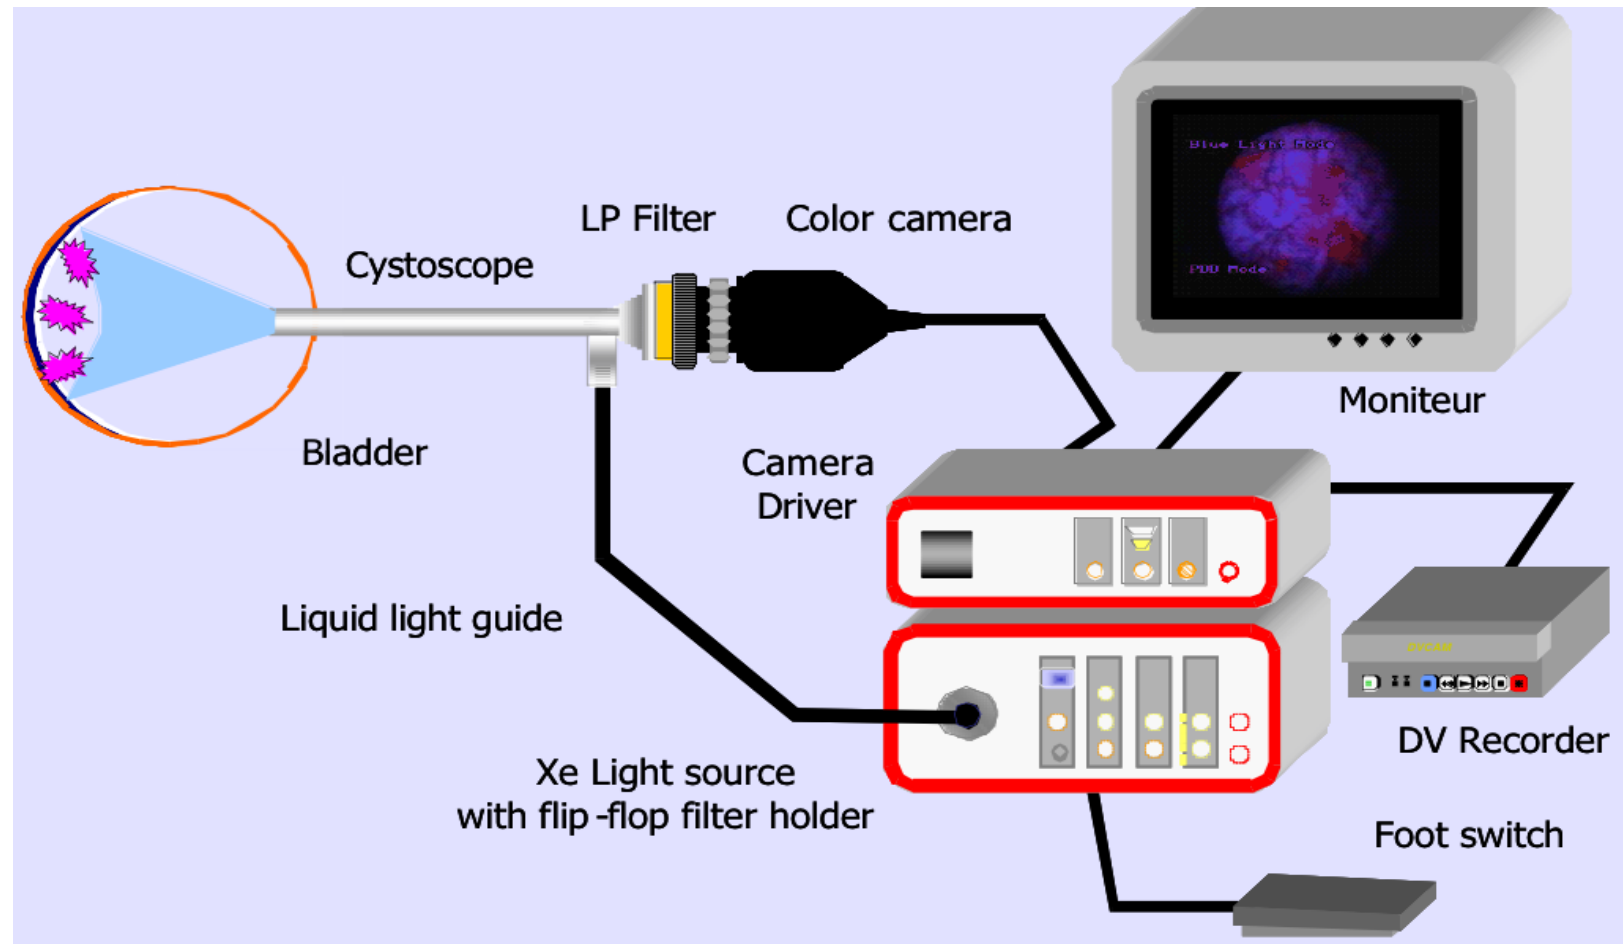 Blue Light Mode
PDD Mode
LP Filter
Color camera
Cystoscope
Moniteur
Bladder
Camera
Driver
Liquid light guide
DVCAM
DV Recorder
Xe Light source
with flip-flop filter holder
Foot switch